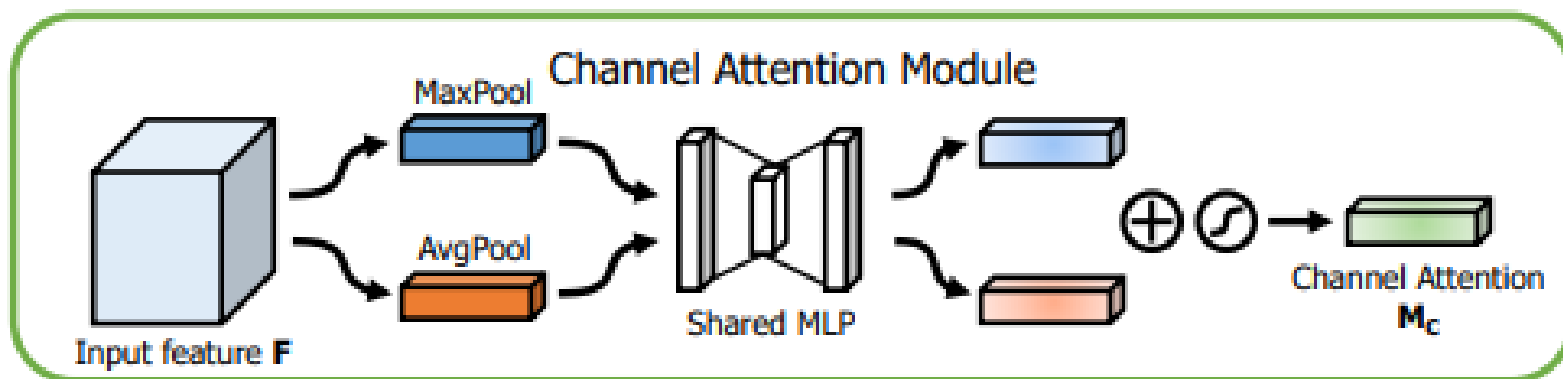 Channel Attention Module
MaxPool
AvgPool
Shared MLP
Input feature F
Channel Attention
Mc